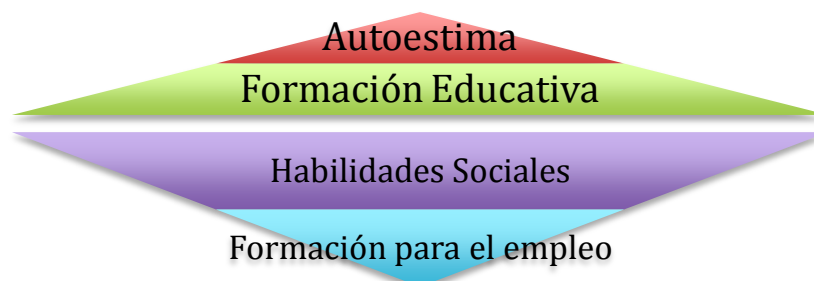 Autoestima
Formación Educativa
Habilidades Sociales
Formación para el empleo